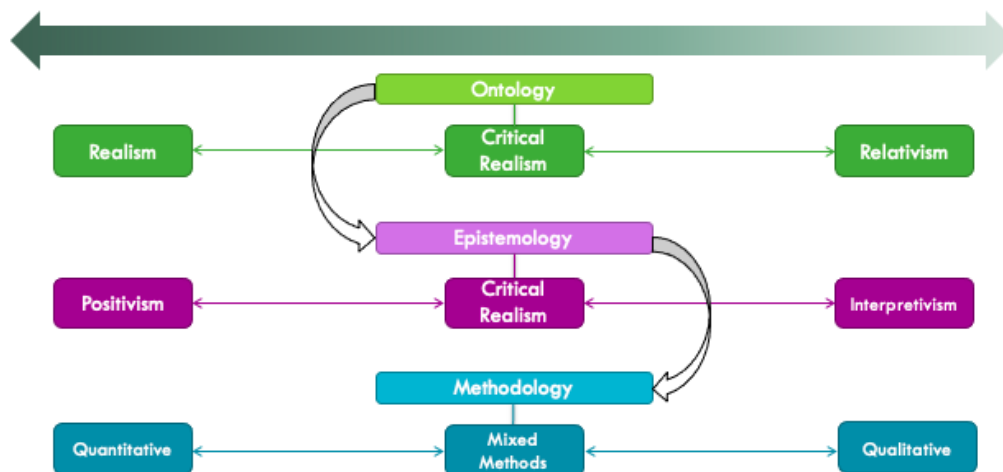 Ontology
Realism
Critical
Realism
Relativism
Epistemology
Positivism
Critical
Realism
Interpretivism
Methodology
Quantitative
Mixed
Methods
Qualitative